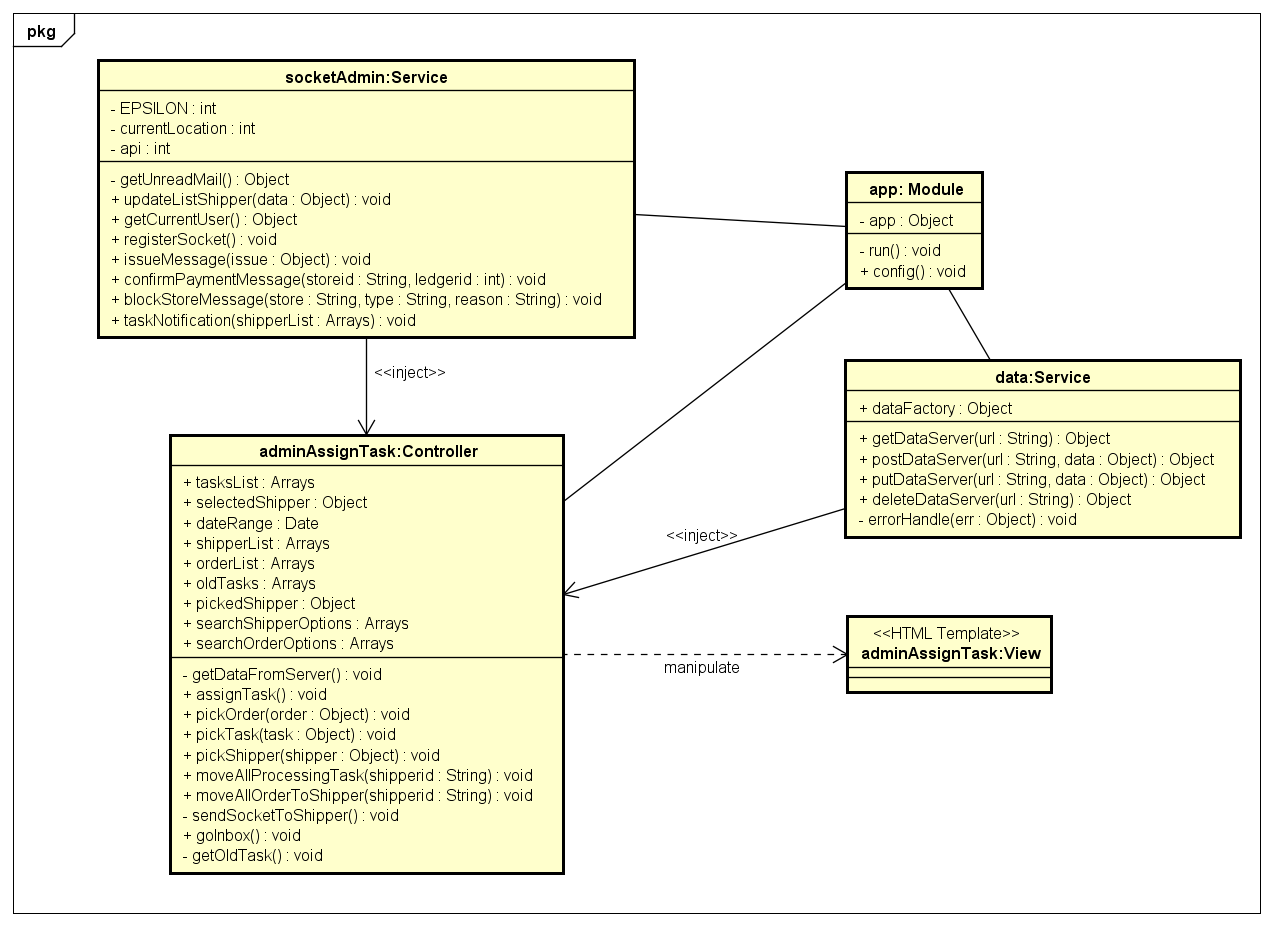 pkg
socketAdmin:Service
- EPSILON : int
- currentLocation : int
- api : int
- getUnreadMail() : Object
+ updateListShipper(data : Object) : void
+ getCurrentUser() : Object
+ registerSocket() : void
+ issueMessage(issue : Object) : void
+ confirmPaymentMessage(storeid : String, ledgerid : int) : void
+ blockStoreMessage(store : String, type : String, reason : String) : void
+ taskNotification(shipperList : Arrays) : void
app: Module
- app : Object
- run() : void
+ config() : void
<<inject>>
data:Service
+ dataFactory : Object
+ getDataServer(url : String) : Object
+ postDataServer(url : String, data : Object) : Object
+ putDataServer(url : String, data : Object) : Object
+ deleteDataServer(url : String) : Object
- errorHandle(err : Object) : void
adminAssignTask:Controller
+ tasksList : Arrays
+ selectedShipper : Object
+ dateRange : Date
+ shipperList : Arrays
+ orderList : Arrays
+ oldTasks : Arrays
+ pickedShipper : Object
+ searchShipperOptions : Arrays
+ searchOrderOptions : Arrays
- getDataFromServer() : void
+ assignTask() : void
+ pickOrder(order : Object) : void
+ pickTask(task : Object) : void
+ pickShipper(shipper : Object) : void
+ moveAllProcessingTask(shipperid : String) : void
+ moveAllOrderToShipper(shipperid : String) : void
- sendSocketToShipper() : void
+ goInbox() : void
- getOldTask() : void
<<inject>>
manipulate
<<HTML Template>>
adminAssignTask:View